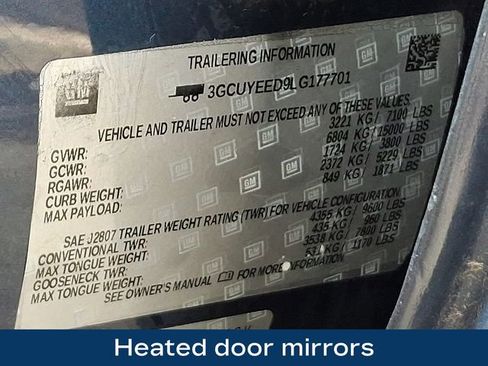 TRAILERING INFORMATION
3GCUYEED9LG177701
VEHICLE AND TRAILER MUST NOT EXCEED ANY OF THESE VALUES.
GVWR: 3221 KG / 7100 LBS
GCWR: 6804 KG / 15000 LBS
RGAWR: 1724 KG / 3800 LBS
CURB WEIGHT: 2372 KG / 5229 LBS
MAX PAYLOAD: 849 KG / 1871 LBS
SAE J2807 TRAILER WEIGHT RATING (TWR) FOR VEHICLE CONFIGURATION
CONVENTIONAL TWR: 4355 KG / 9600 LBS
MAX TONGUE WEIGHT: 435 KG / 960 LBS
GOOSENECK TWR: 3538 KG / 7800 LBS
MAX TONGUE WEIGHT: KG / 1170 LBS
SEE OWNER'S MANUAL FOR MORE INFORMATION
GM
Heated door mirrors